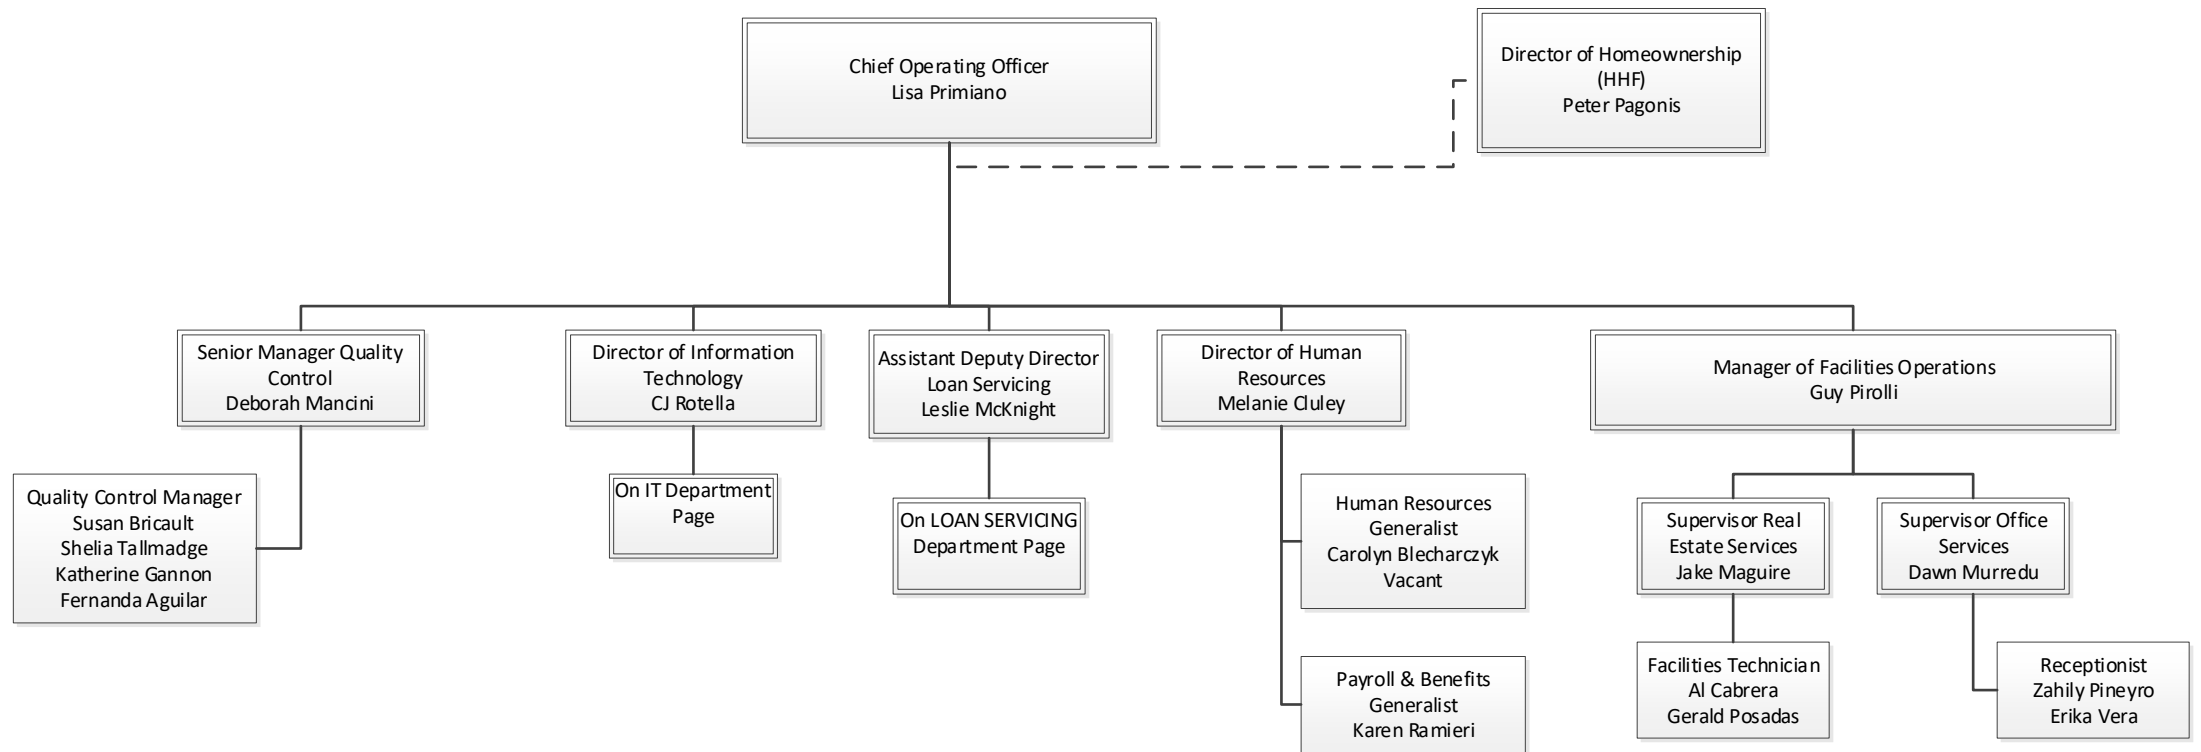 Chief Operating Officer
Lisa Primiano
Director of Homeownership
(HHF)
Peter Pagonis
Senior Manager Quality
Control
Deborah Mancini
Director of Information
Technology
CJ Rotella
Assistant Deputy Director
Loan Servicing
Leslie McKnight
Director of Human
Resources
Melanie Cluley
Manager of Facilities Operations
Guy Pirolli
Quality Control Manager
Susan Bricault
Shelia Tallmadge
Katherine Gannon
Fernanda Aguilar
On IT Department
Page
On LOAN SERVICING
Department Page
Human Resources
Generalist
Carolyn Blecharczyk
Vacant
Payroll & Benefits
Generalist
Karen Ramieri
Supervisor Real
Estate Services
Jake Maguire
Supervisor Office
Services
Dawn Murredu
Facilities Technician
Al Cabrera
Gerald Posadas
Receptionist
Zahily Pineyro
Erika Vera